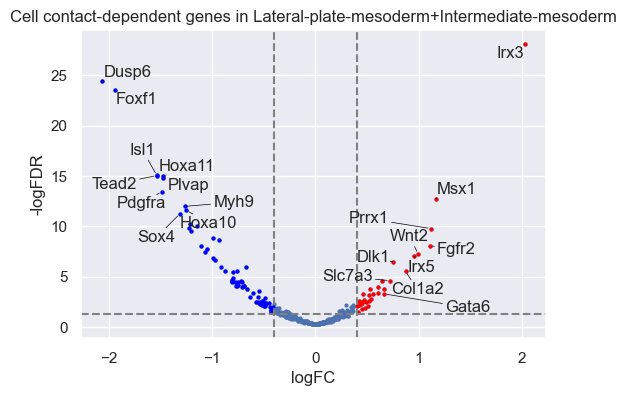 Cell contact-dependent genes in Lateral-plate-mesoderm+Intermediate-mesoderm
Irx3
Dusp6
Foxf1
Isl1
Hoxa11
Tead2
Plvap
Pdgfra
Myh9
Hoxa10
Sox4
Msx1
Prrx1
Wnt2
Fgfr2
Dlk1
Irx5
Slc7a3
Col1a2
Gata6
-logFDR
25
20
15
10
5
0
−2
−1
0
1
2
logFC